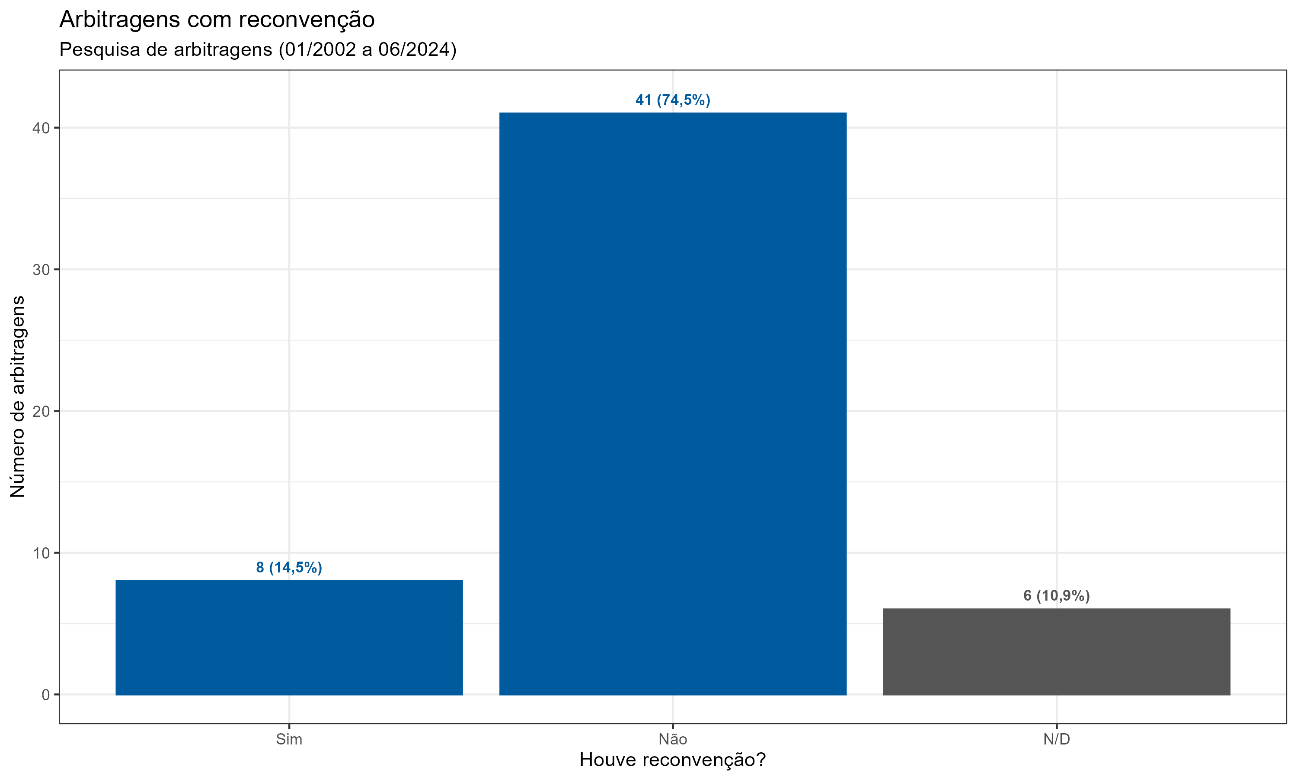 Arbitragens com reconvenção
Pesquisa de arbitragens (01/2002 a 06/2024)
Número de arbitragens
40
30
20
10
0
8 (14,5%)
41 (74,5%)
6 (10,9%)
Sim
Não
N/D
Houve reconvenção?